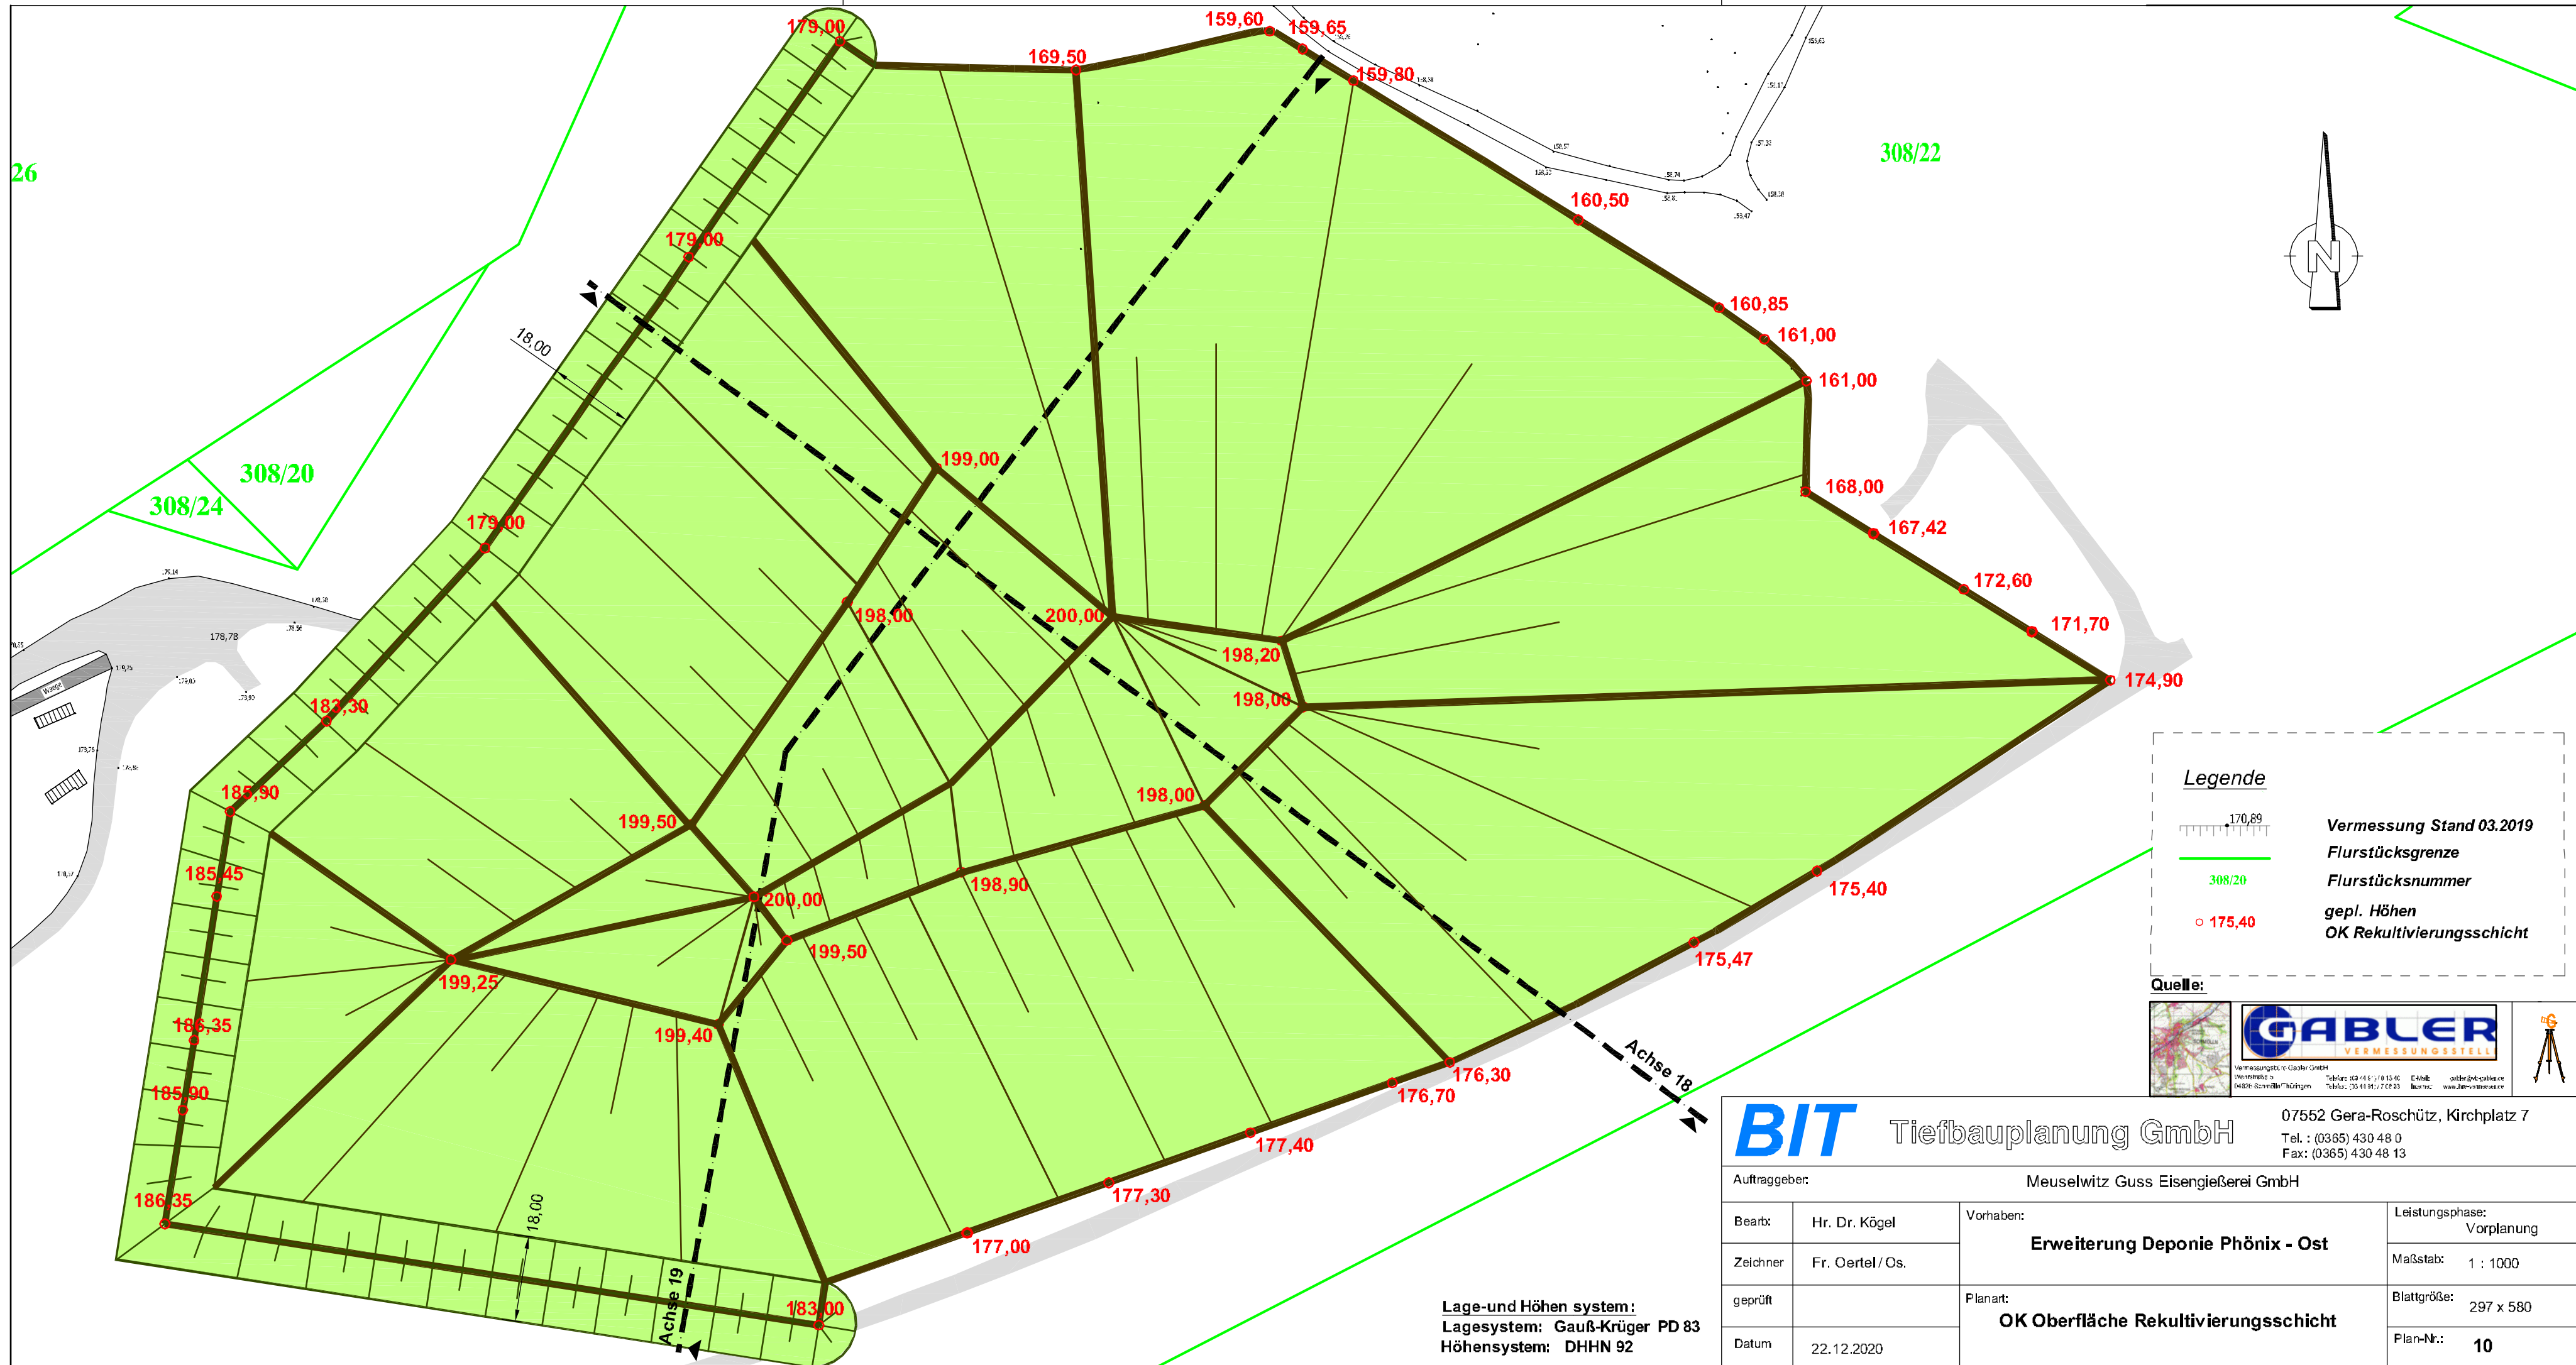 179,00
159,60
159,65
169,50
159,80
26
308/22
160,50
179,00
160,85
161,00
18,00
161,00
199,00
308/20
308/24
168,00
179,00
167,42
172,60
198,00
200,00
171,70
198,20
178,78
174,90
Waage
198,00
183,30
185,90
198,00
199,50
185,45
198,90
175,40
200,00
199,50
175,47
199,25
186,35
199,40
Achse 18
176,30
176,70
185,90
177,40
177,30
186,35
18,00
177,00
Achse 19
183,00
N
Legende
170,89
Vermessung Stand 03.2019
Flurstücksgrenze
308/20
Flurstücksnummer
175,40
gepl. Höhen
OK Rekultivierungsschicht
Quelle:
GABLER
VERMESSUNGSSTELL
Vermessungsbüro Gabler GmbH
BIT Tiefbauplanung GmbH
07552 Gera-Roschütz, Kirchplatz 7
Tel. : (0365) 430 48 0
Fax: (0365) 430 48 13
Auftraggeber:
Meuselwitz Guss Eisengießerei GmbH
Bearb:
Hr. Dr. Kögel
Vorhaben:
Erweiterung Deponie Phönix - Ost
Leistungsphase:
Vorplanung
Zeichner
Fr. Oertel / Os.
Maßstab:
1 : 1000
geprüft
Planart:
OK Oberfläche Rekultivierungsschicht
Blattgröße:
297 x 580
Datum
22.12.2020
Plan-Nr.:
10
Lage-und Höhen system:
Lagesystem: Gauß-Krüger PD 83
Höhensystem: DHHN 92